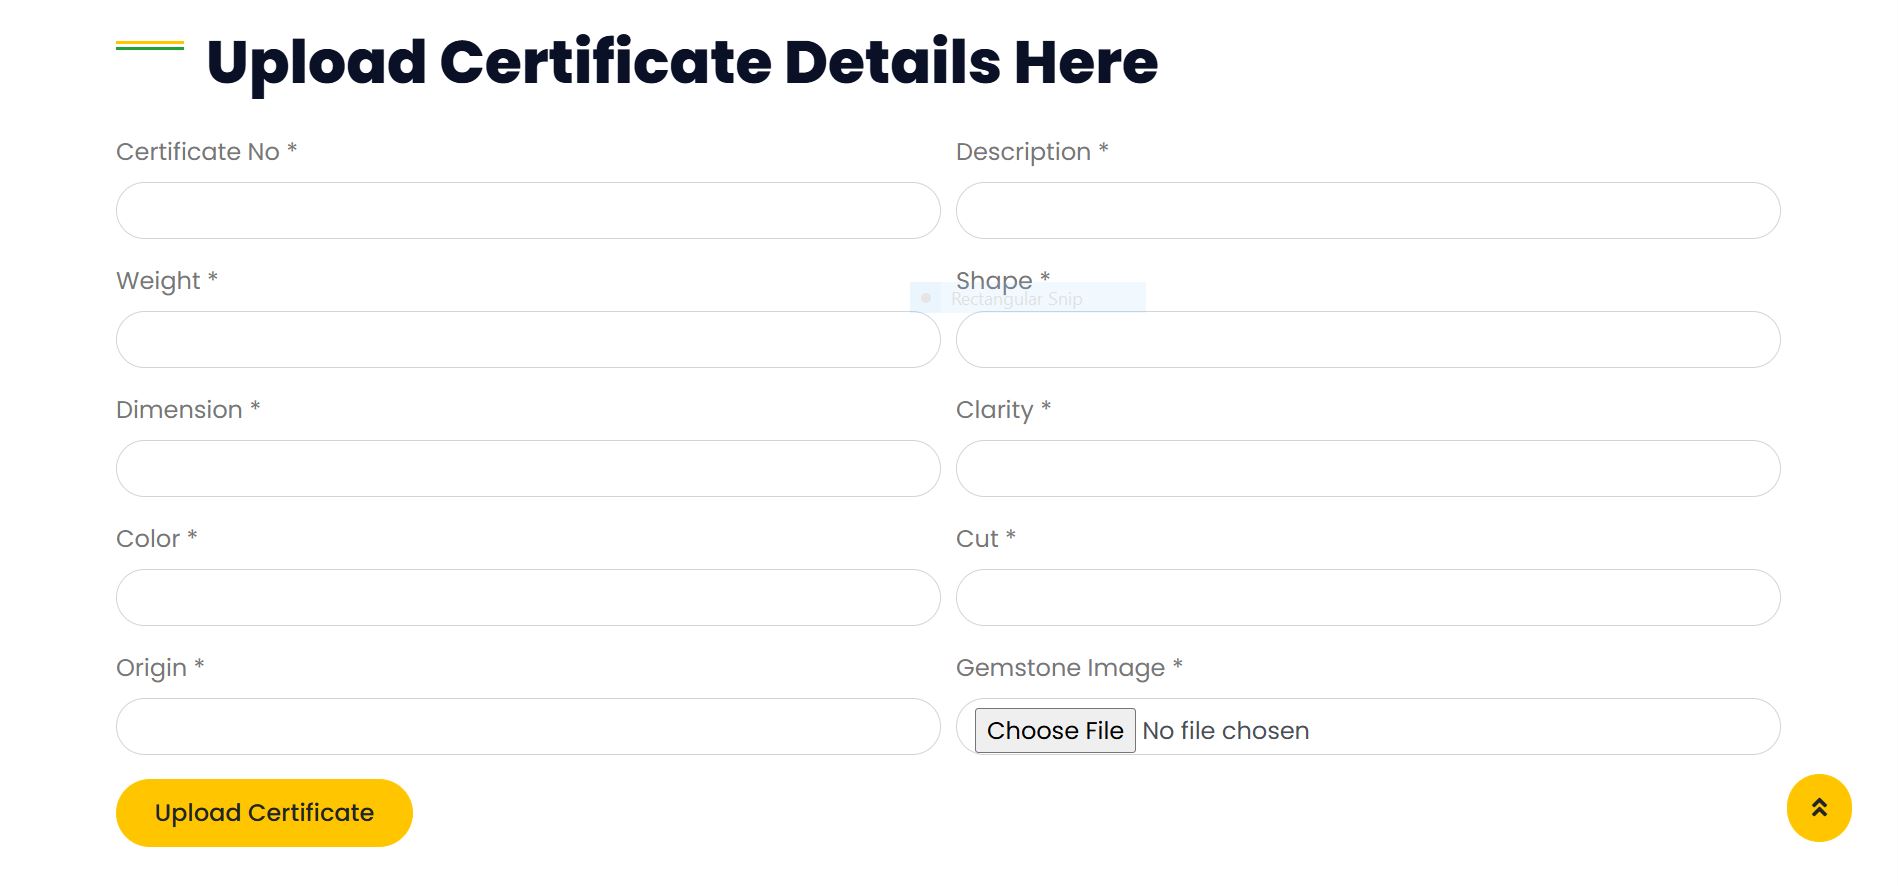 Upload Certificate Details Here
Certificate No *
Description *
Weight *
Shape *
Rectangular Snip
Dimension *
Clarity *
Color *
Cut *
Origin *
Gemstone Image *
Choose File No file chosen
Upload Certificate